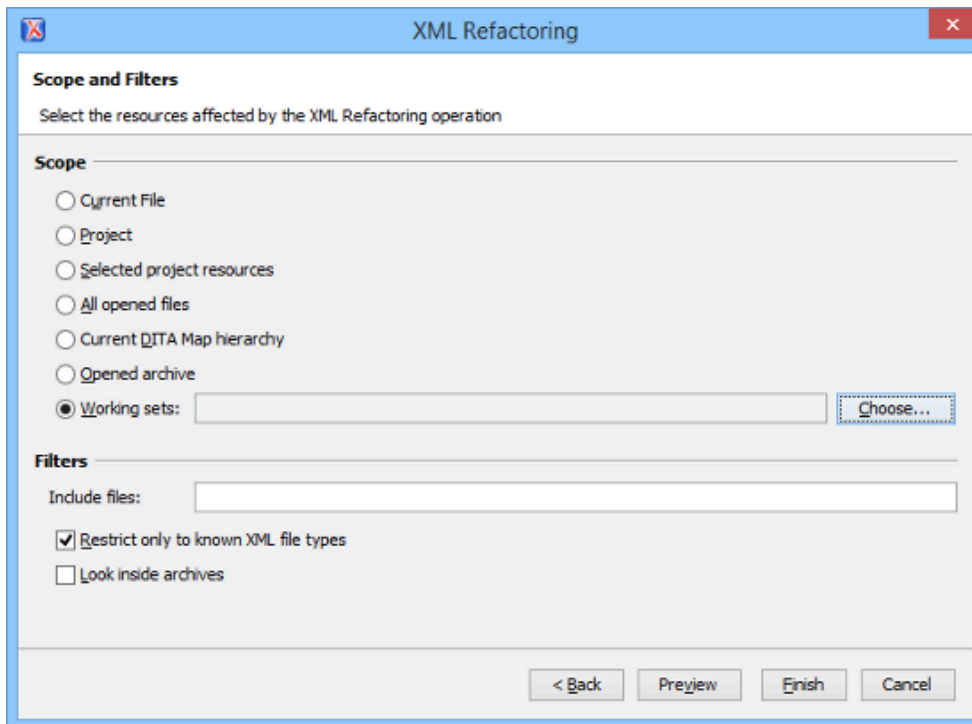 XML Refactoring
Scope and Filters
Select the resources affected by the XML Refactoring operation
Scope
Current File
Project
Selected project resources
All opened files
Current DITA Map hierarchy
Opened archive
Working sets: Choose...
Filters
Include files:
Restrict only to known XML file types
Look inside archives
< Back Preview Finish Cancel